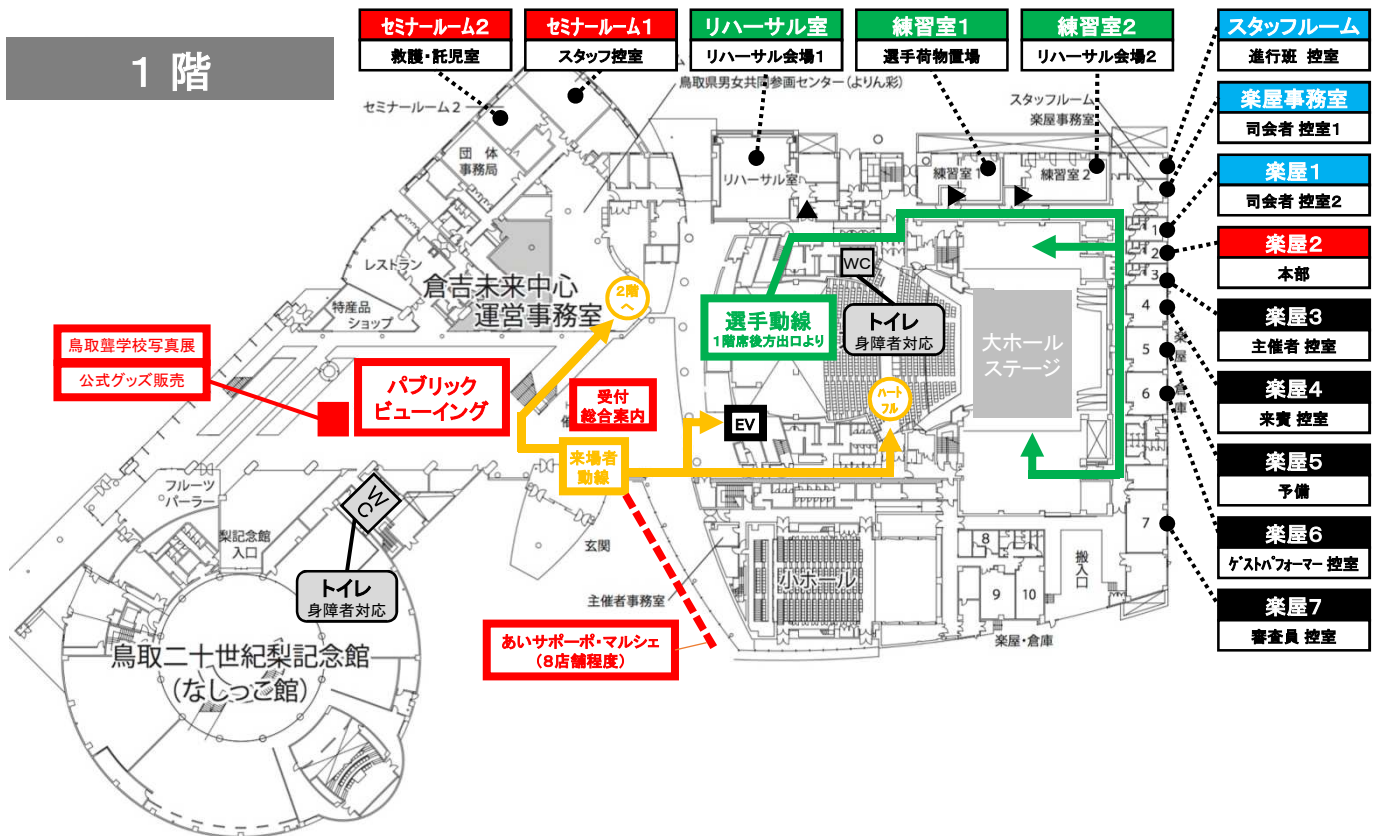 1階
セミナールーム2
救護・託児室
セミナールーム1
スタッフ控室
リハーサル室
リハーサル会場1
練習室1
選手荷物置場
練習室2
リハーサル会場2
スタッフルーム
進行班 控室
楽屋事務室
司会者 控室1
楽屋1
司会者 控室2
楽屋2
本部
楽屋3
主催者 控室
楽屋4
来賓 控室
楽屋5
予備
楽屋6
ゲストパフォーマー 控室
楽屋7
審査員 控室
鳥取県男女共同参画センター(よりん彩)
セミナールーム2
スタッフルーム
楽屋事務室
団体
事務局
リハーサル室
練習室1
練習室2
レストラン
特産品
ショップ
倉吉未来中心
運営事務室
2階
へ
WC
トイレ
身障者対応
選手動線
1階席後方出口より
大ホール
ステージ
1
2
3
4
5
6
楽屋
倉庫
7
鳥取聾学校写真展
公式グッズ販売
パブリック
ビューイング
受付
総合案内
催
EV
ハート
フル
来場者
動線
フルーツ
パーラー
梨記念館
入口
WC
トイレ
身障者対応
玄関
主催者事務室
小ホール
8
9
10
搬入口
楽屋・倉庫
あいサポーポ・マルシェ
(8店舗程度)
鳥取二十世紀梨記念館
(なしっこ館)